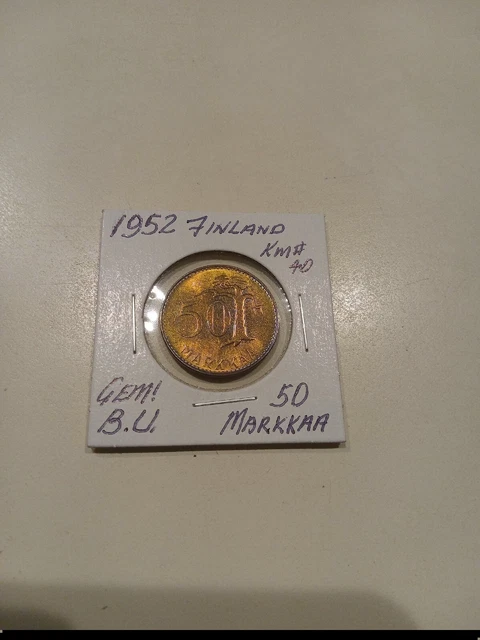 1952 FINLAND
KM#
40
50
MARKKAA
GEM!
B.U.
50
MARKKAA